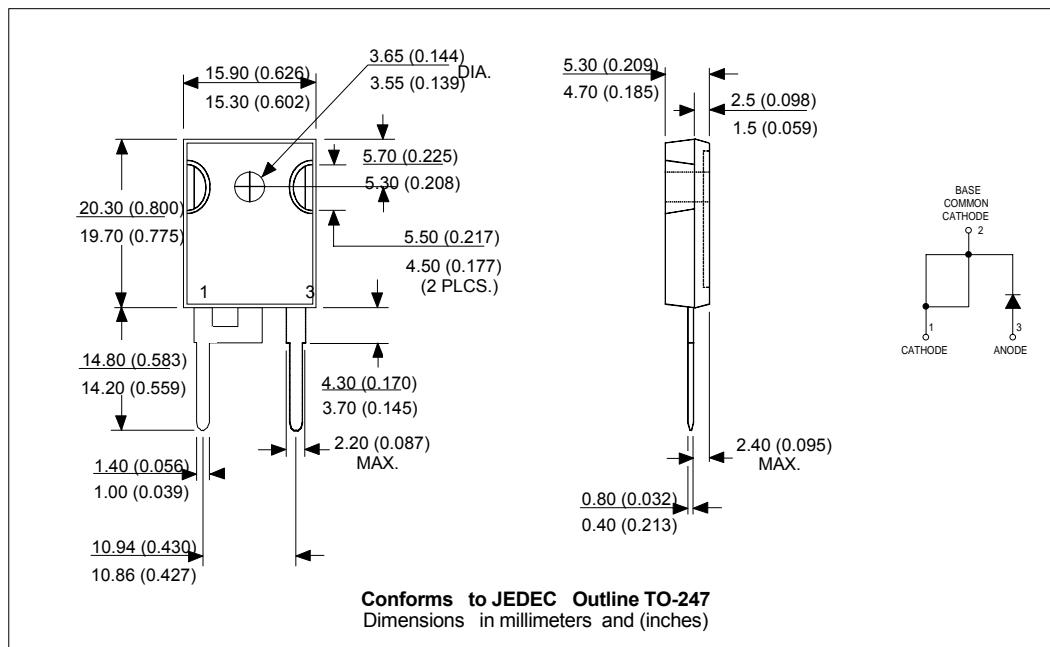 3.65 (0.144)
3.55 (0.139)
DIA.
15.90 (0.626)
15.30 (0.602)
5.30 (0.209)
4.70 (0.185)
2.5 (0.098)
1.5 (0.059)
5.70 (0.225)
5.30 (0.208)
20.30 (0.800)
19.70 (0.775)
5.50 (0.217)
4.50 (0.177)
(2 PLCS.)
BASE
COMMON
CATHODE
2
1
3
1
CATHODE
3
ANODE
14.80 (0.583)
14.20 (0.559)
4.30 (0.170)
3.70 (0.145)
2.20 (0.087)
MAX.
2.40 (0.095)
MAX.
1.40 (0.056)
1.00 (0.039)
0.80 (0.032)
0.40 (0.213)
10.94 (0.430)
10.86 (0.427)
Conforms to JEDEC Outline TO-247
Dimensions in millimeters and (inches)